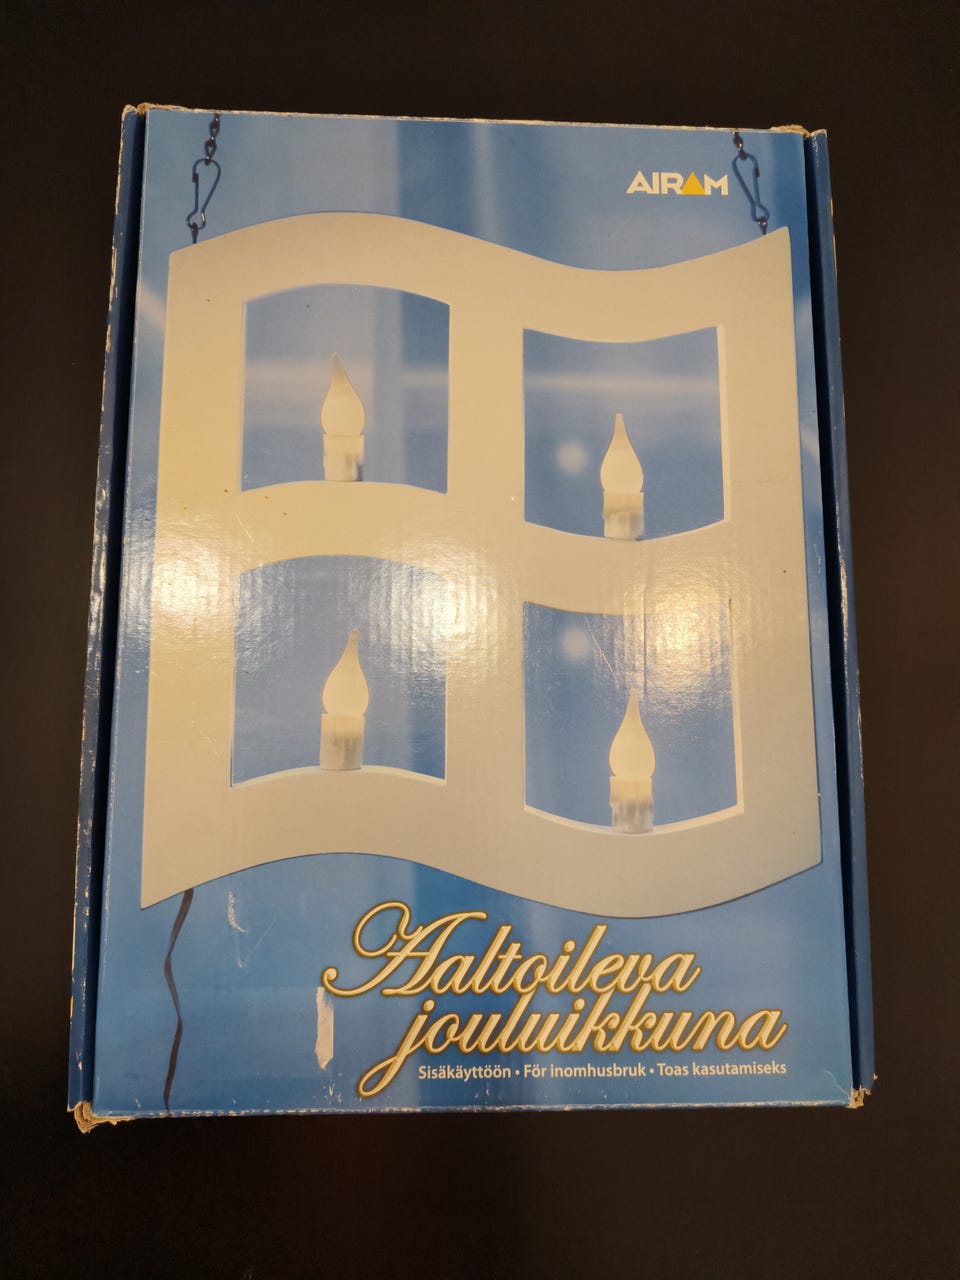 AIRAM
Aaltoileva
jouluikkuna
Sisäkäyttöön • För inomhusbruk • Toas kasutamiseks